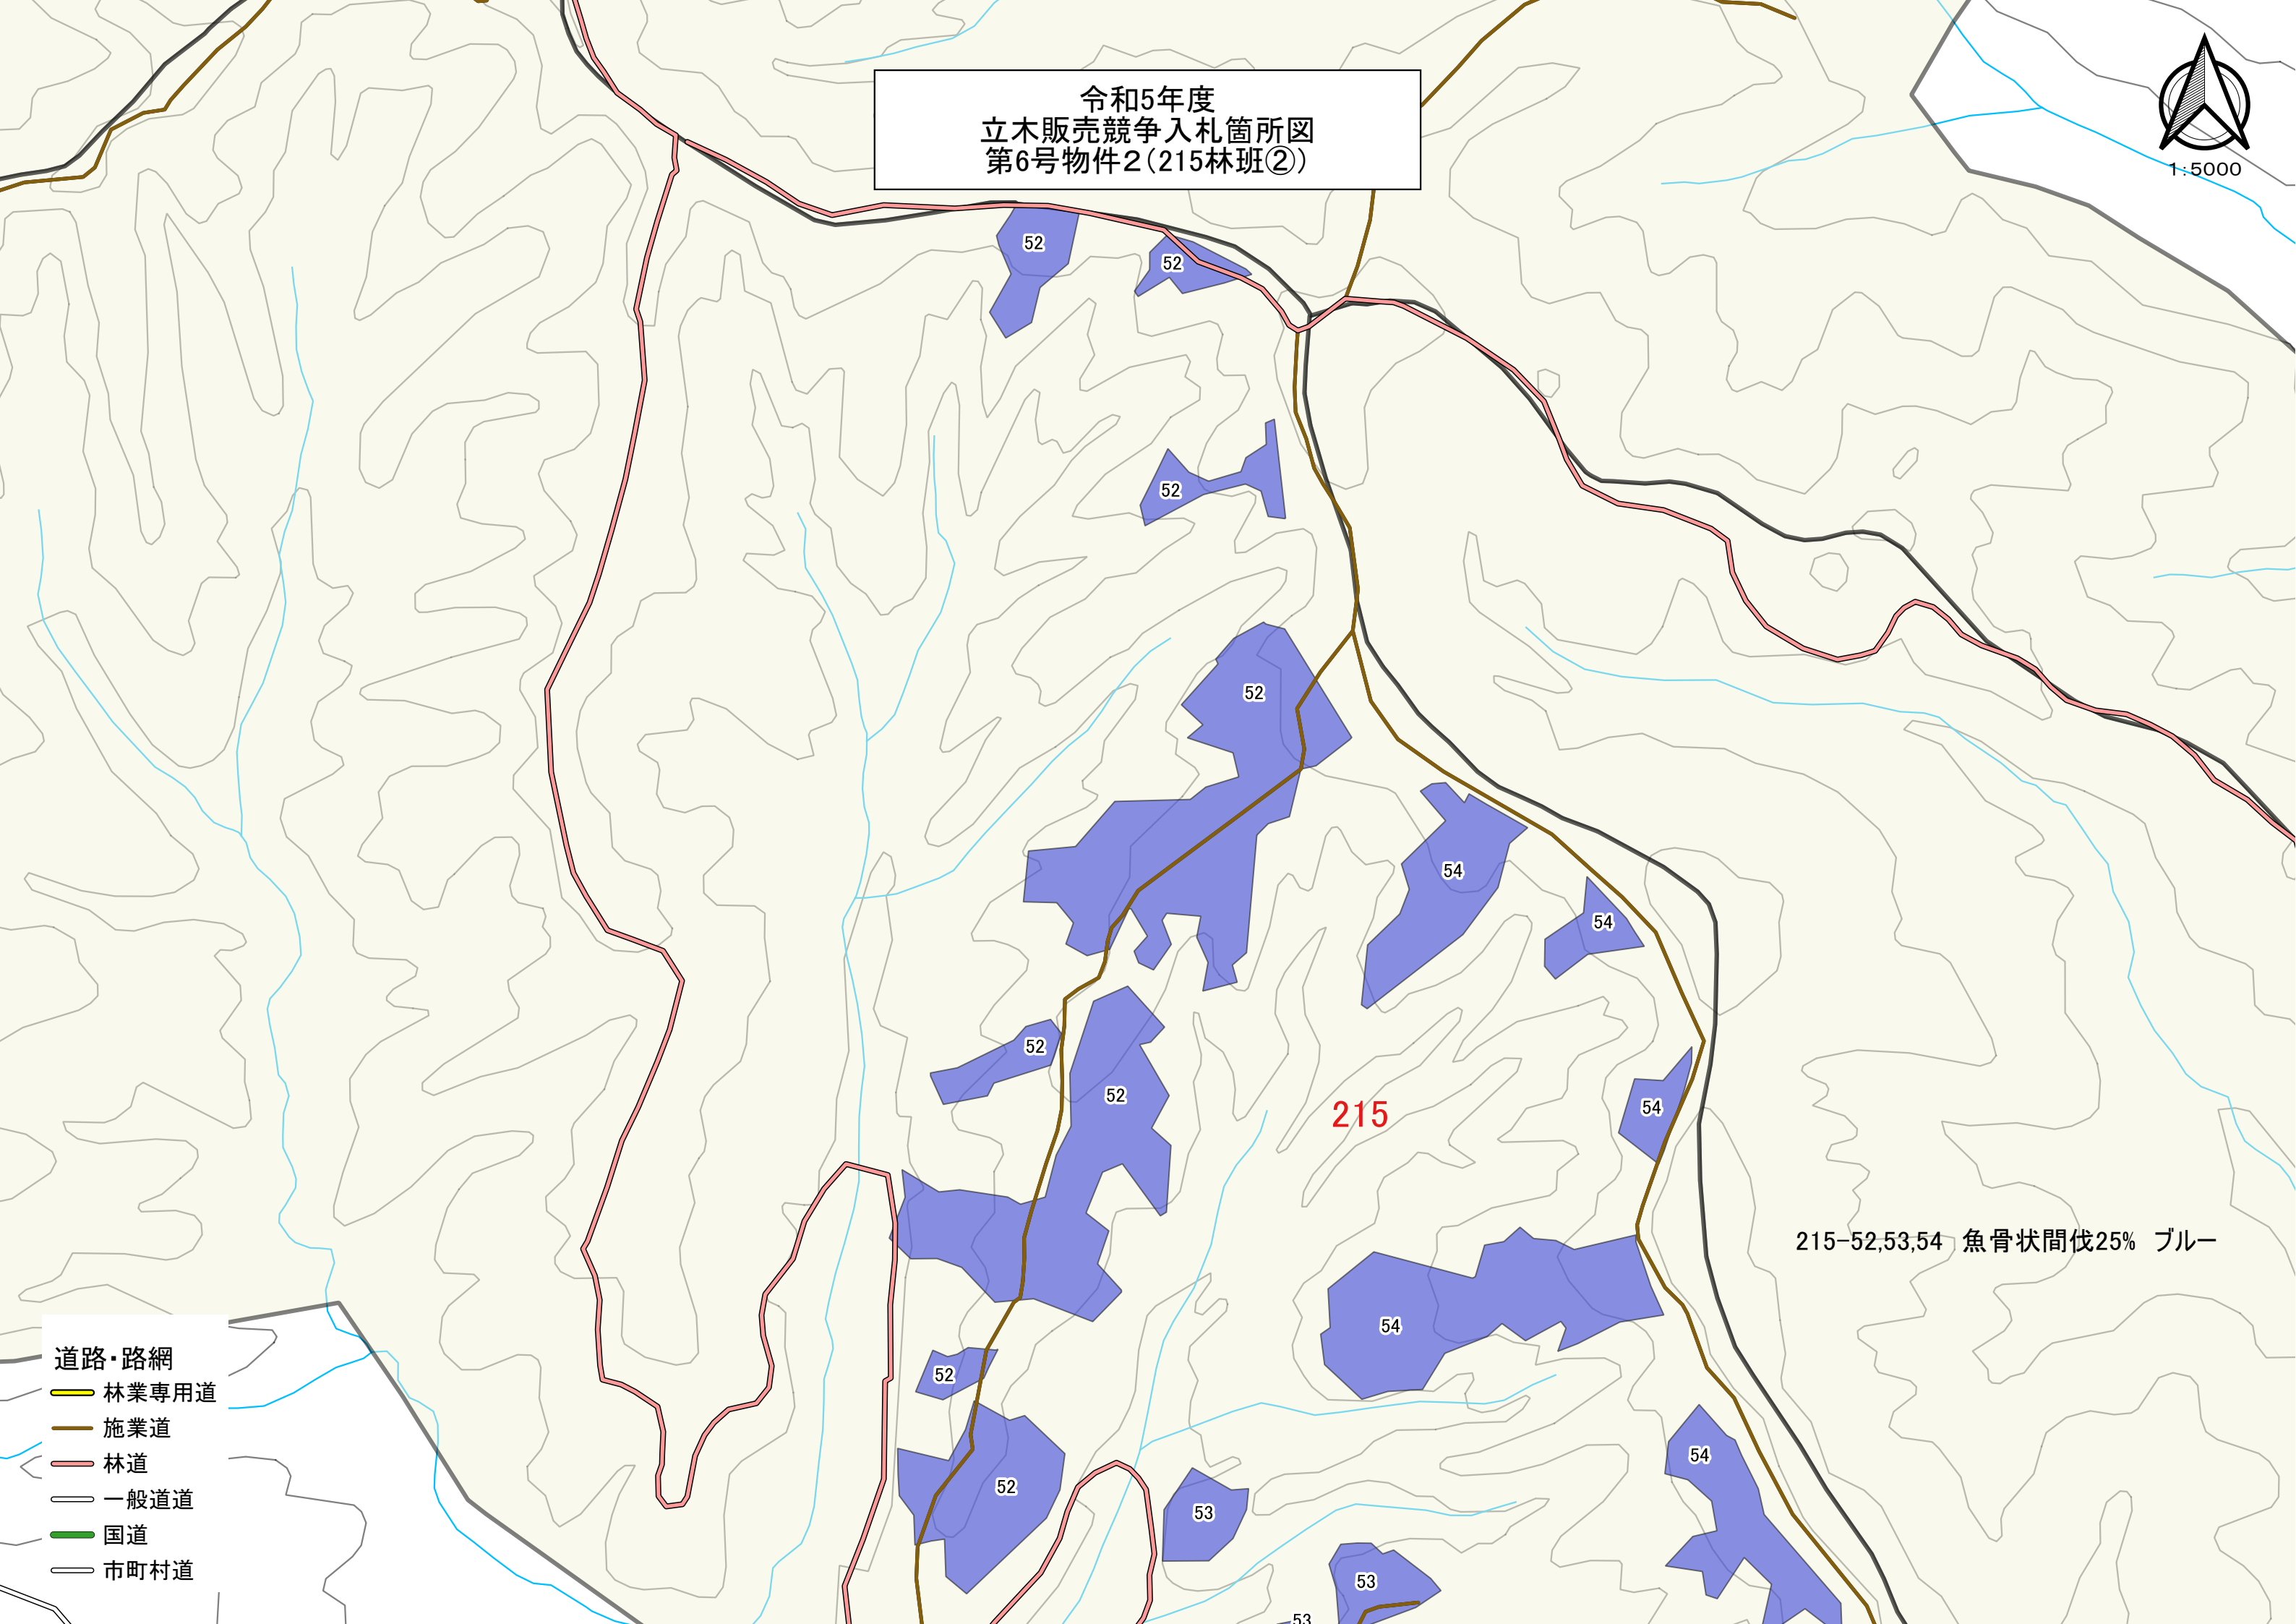 令和5年度
立木販売競争入札箇所図
第6号物件2(215林班②)
1:5000
52
52
52
52
54
54
52
52
54
215
215-52,53,54 魚骨状間伐25% ブルー
54
52
54
52
53
53
53
道路・路網
林業専用道
施業道
林道
一般道道
国道
市町村道